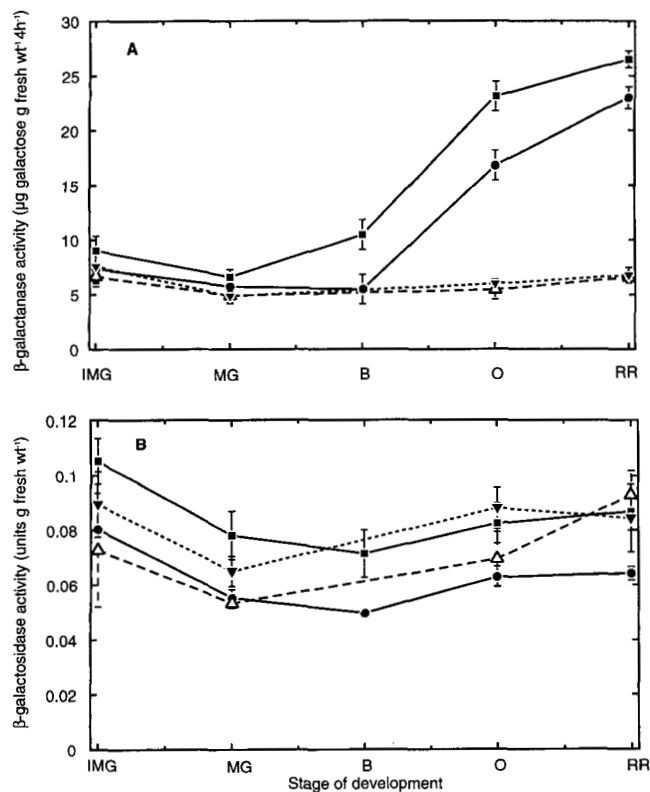 A
β-galactanase activity (µg galactose g fresh wt⁻¹ 4h⁻¹)
30
25
20
15
10
5
0
IMG MG B O RR
B
β-galactosidase activity (units g fresh wt⁻¹)
0.12
0.1
0.08
0.06
0.04
0.02
0
IMG MG B O RR
Stage of development